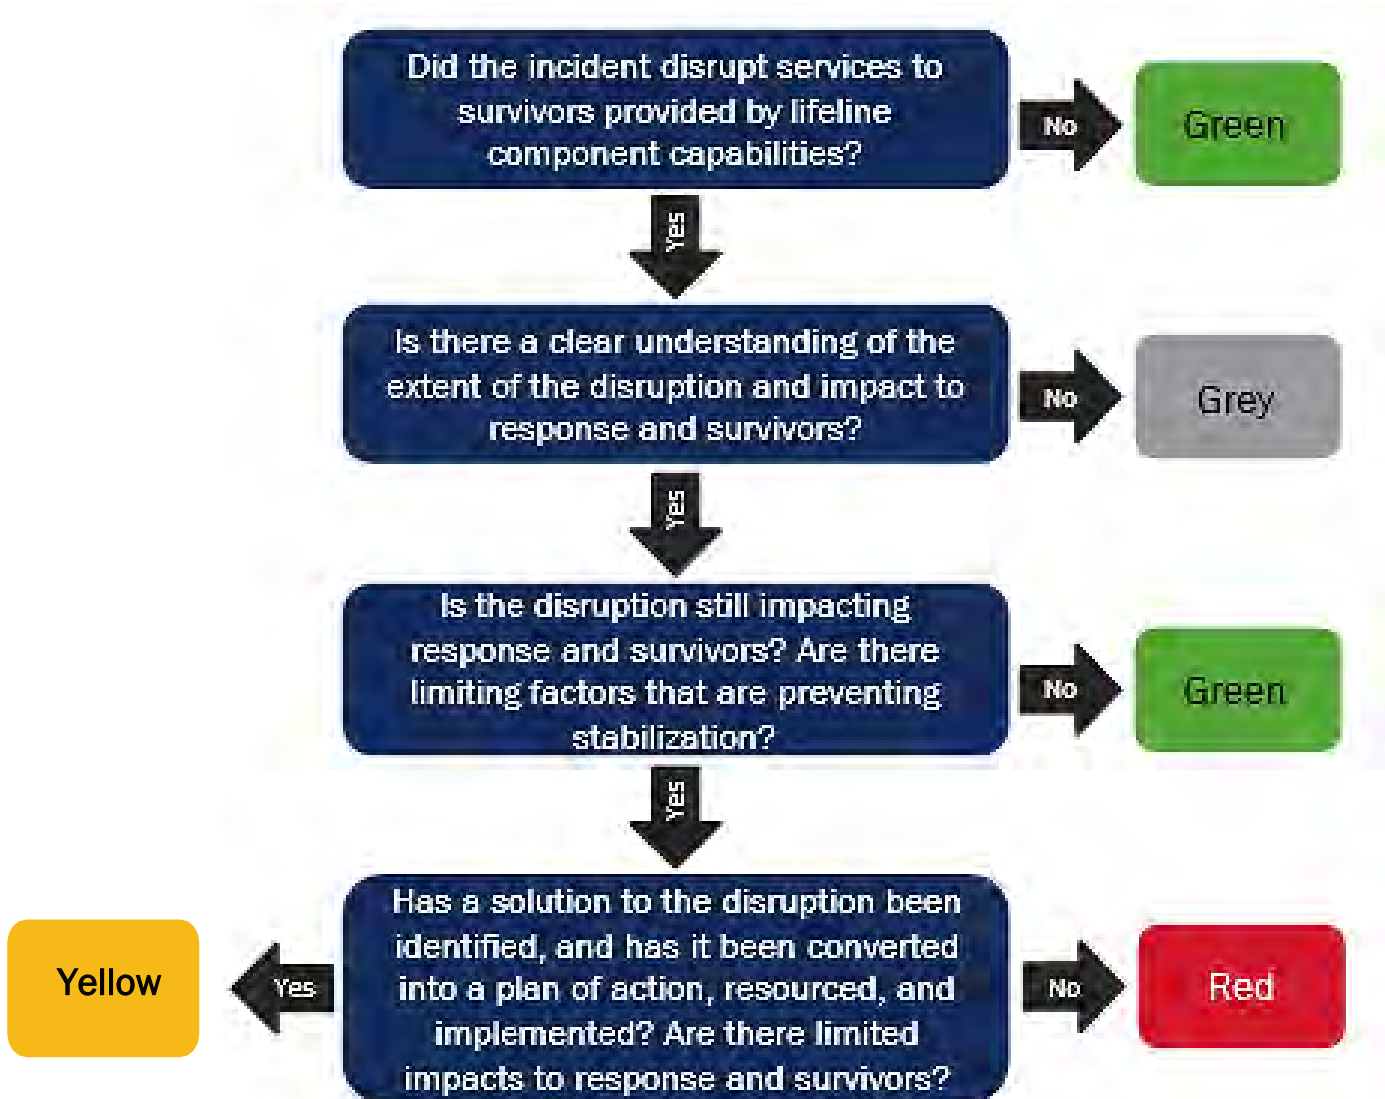 Did the incident disrupt services to
survivors provided by lifeline
component capabilities?
No
Green
Yes
Is there a clear understanding of the
extent of the disruption and impact to
response and survivors?
No
Grey
Yes
Is the disruption still impacting
response and survivors? Are there
limiting factors that are preventing
stabilization?
No
Green
Yes
Has a solution to the disruption been
identified, and has it been converted
into a plan of action, resourced, and
implemented? Are there limited
impacts to response and survivors?
Yes
Yellow
No
Red